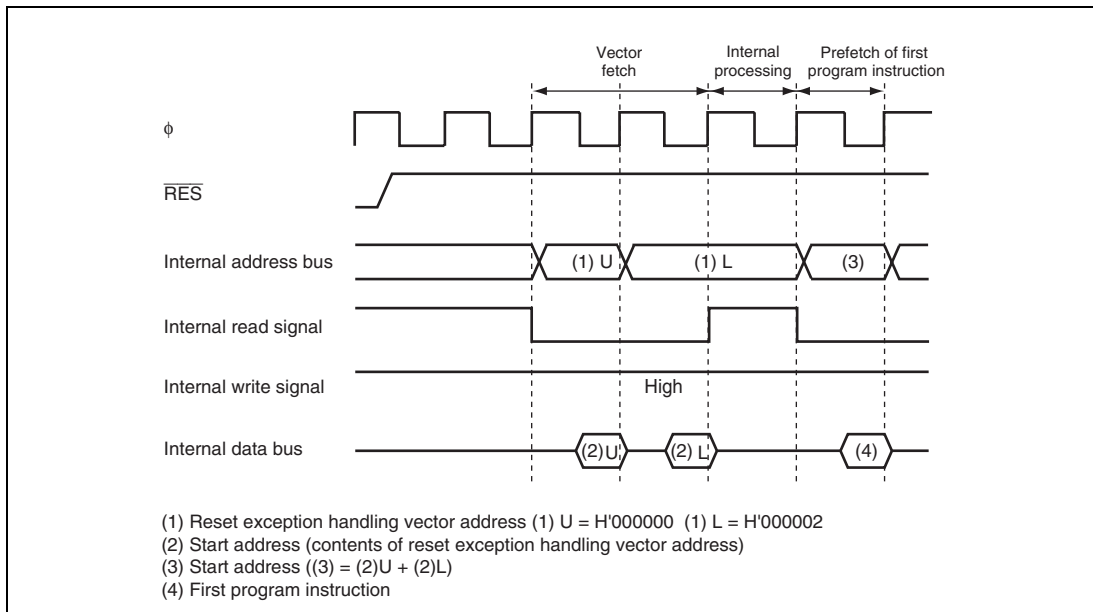 Vector
fetch
Internal
processing
Prefetch of first
program instruction
ϕ
RES
Internal address bus
(1) U
(1) L
(3)
Internal read signal
Internal write signal
High
Internal data bus
(2)U
(2) L
(4)
(1) Reset exception handling vector address (1) U = H'000000 (1) L = H'000002
(2) Start address (contents of reset exception handling vector address)
(3) Start address ((3) = (2)U + (2)L)
(4) First program instruction